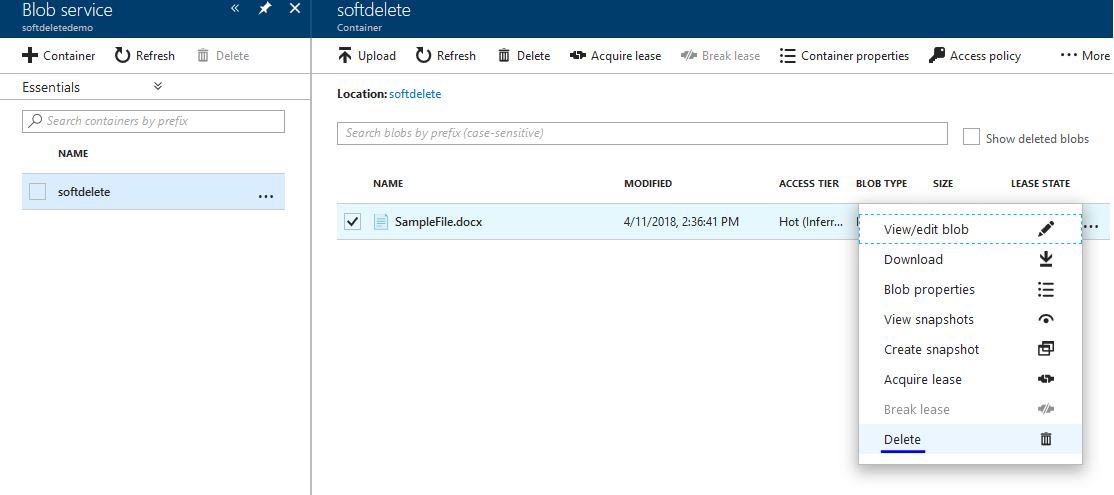 Blob service
softdeletedemo
Container Refresh Delete
Essentials
Search containers by prefix
NAME
softdelete ...
softdelete
Container
Upload Refresh Delete Acquire lease Break lease Container properties Access policy ... More
Location: softdelete
Search blobs by prefix (case-sensitive)
Show deleted blobs
NAME MODIFIED ACCESS TIER BLOB TYPE SIZE LEASE STATE
SampleFile.docx 4/11/2018, 2:36:41 PM Hot (Inferr... ...
View/edit blob
Download
Blob properties
View snapshots
Create snapshot
Acquire lease
Break lease
Delete